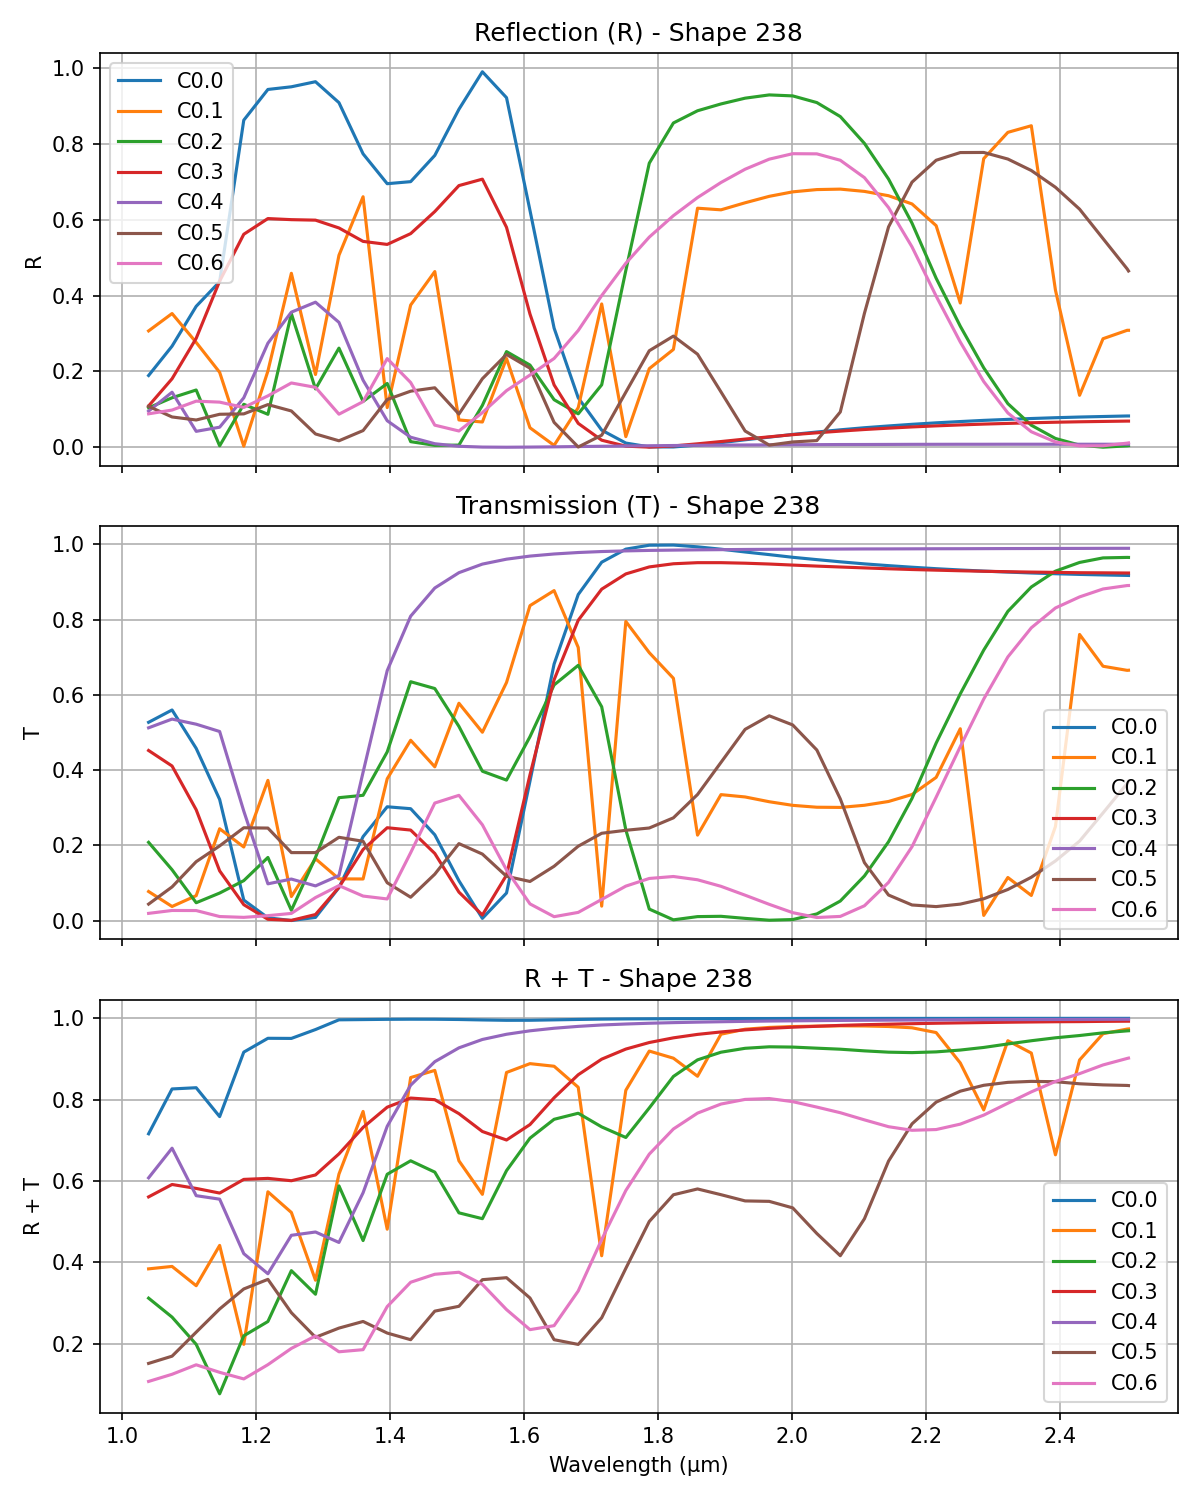 Reflection (R) - Shape 238
1.0
0.8
0.6
0.4
0.2
0.0
R
C0.0
C0.1
C0.2
C0.3
C0.4
C0.5
C0.6
Transmission (T) - Shape 238
1.0
0.8
0.6
0.4
0.2
0.0
T
C0.0
C0.1
C0.2
C0.3
C0.4
C0.5
C0.6
R + T - Shape 238
1.0
0.8
0.6
0.4
0.2
R + T
C0.0
C0.1
C0.2
C0.3
C0.4
C0.5
C0.6
1.0 1.2 1.4 1.6 1.8 2.0 2.2 2.4
Wavelength (μm)